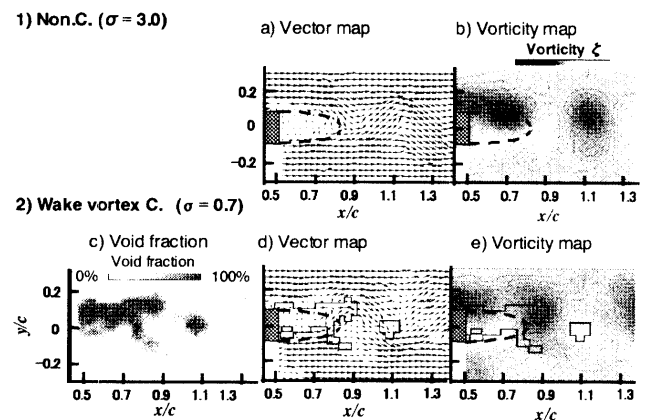 1) Non.C. (σ = 3.0)
a) Vector map
b) Vorticity map
Vorticity ζ
0.2
0
−0.2
0.5 0.7 0.9 1.1 1.3
x/c
0.5 0.7 0.9 1.1 1.3
x/c
2) Wake vortex C. (σ = 0.7)
c) Void fraction
Void fraction
0% 100%
d) Vector map
e) Vorticity map
y/c
0.2
0
−0.2
0.5 0.7 0.9 1.1 1.3
x/c
0.5 0.7 0.9 1.1 1.3
x/c
0.5 0.7 0.9 1.1 1.3
x/c